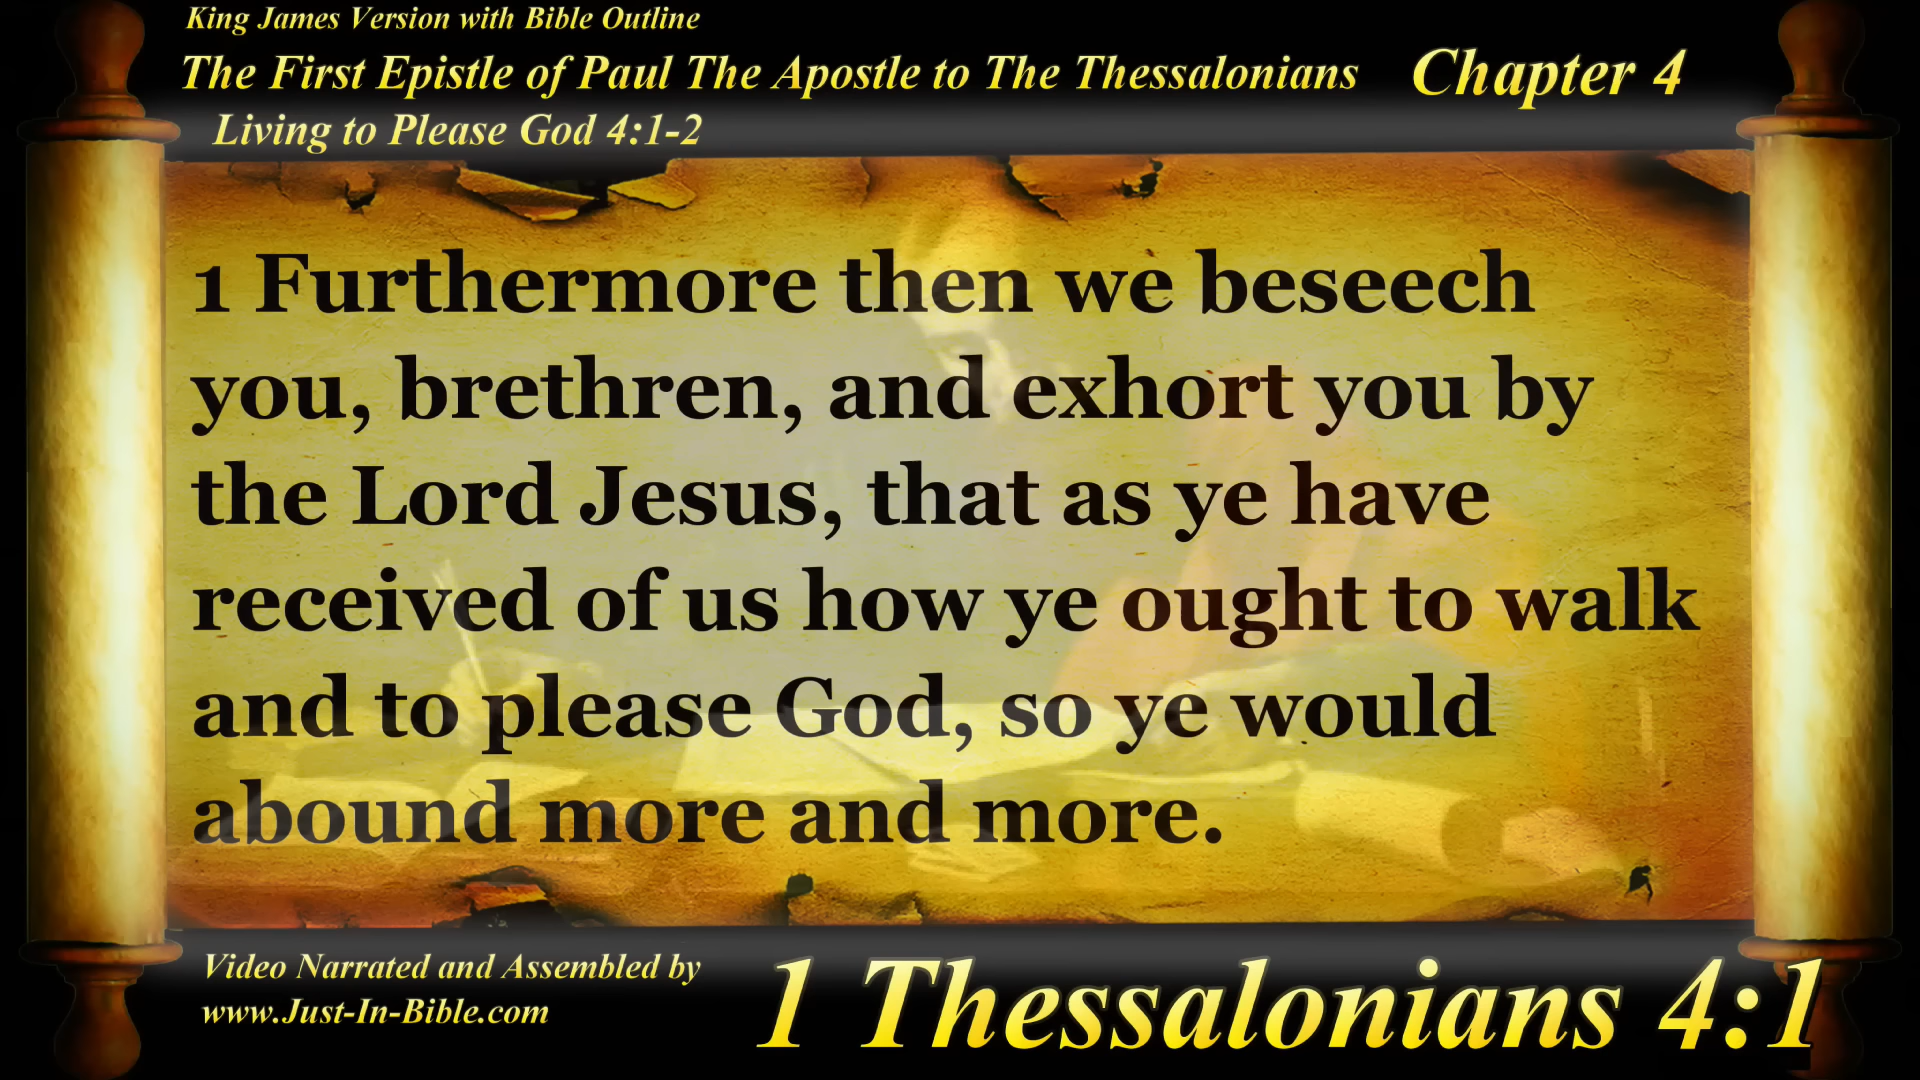 King James Version with Bible Outline
The First Epistle of Paul The Apostle to The Thessalonians Chapter 4
Living to Please God 4:1-2
1 Furthermore then we beseech
you, brethren, and exhort you by
the Lord Jesus, that as ye have
received of us how ye ought to walk
and to please God, so ye would
abound more and more.
Video Narrated and Assembled by
www.Just-In-Bible.com
1 Thessalonians 4:1